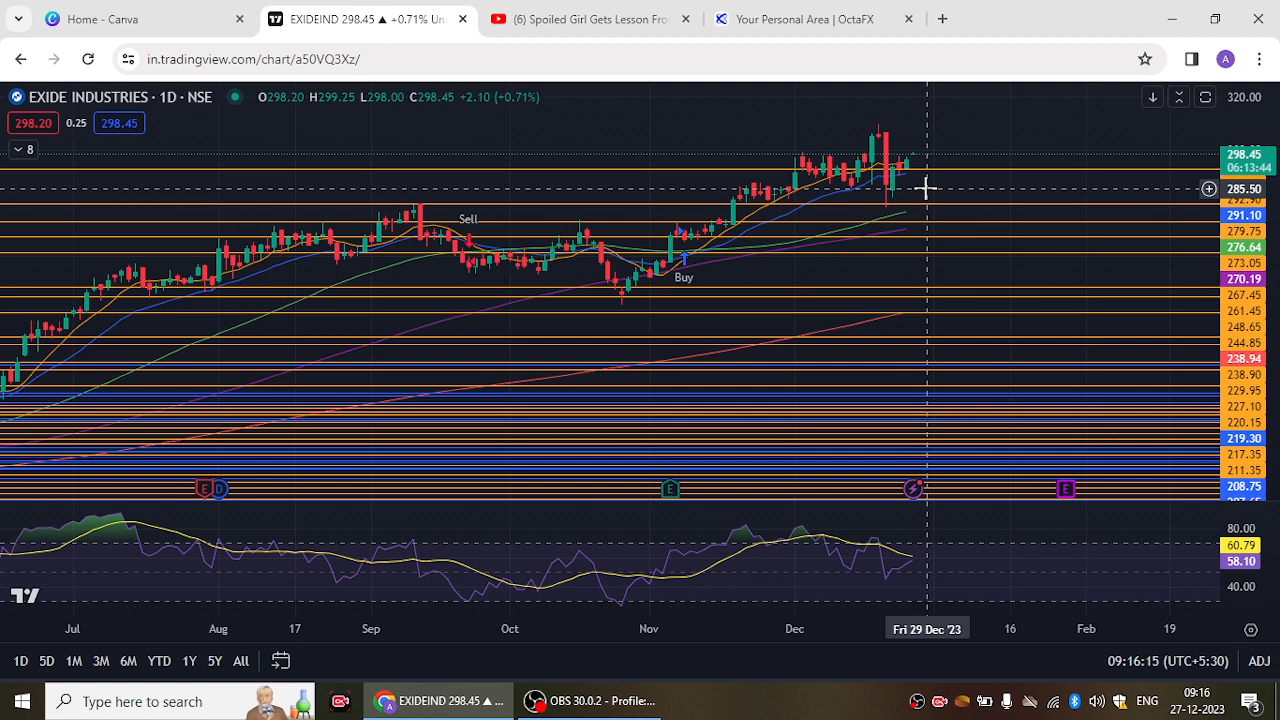 Home - Canva
EXIDEIND 298.45 ▲ +0.71% Un
(6) Spoiled Girl Gets Lesson Fro
Your Personal Area | OctaFX
in.tradingview.com/chart/a50VQ3Xz/
A
EXIDE INDUSTRIES · 1D · NSE
O298.20 H299.25 L298.00 C298.45 +2.10 (+0.71%)
298.20 0.25 298.45
8
320.00
298.45
06:13:44
285.50
292.90
291.10
279.75
276.64
273.05
270.19
267.45
261.45
248.65
244.85
238.94
238.90
229.95
227.10
220.15
219.30
217.35
211.35
208.75
Sell
Buy
E D E E
80.00
60.79
58.10
40.00
Jul Aug 17 Sep Oct Nov Dec Fri 29 Dec '23 16 Feb 19
1D 5D 1M 3M 6M YTD 1Y 5Y All
09:16:15 (UTC+5:30) ADJ
Type here to search
EXIDEIND 298.45 ▲ ...
OBS 30.0.2 - Profile...
ENG
09:16
27-12-2023
3